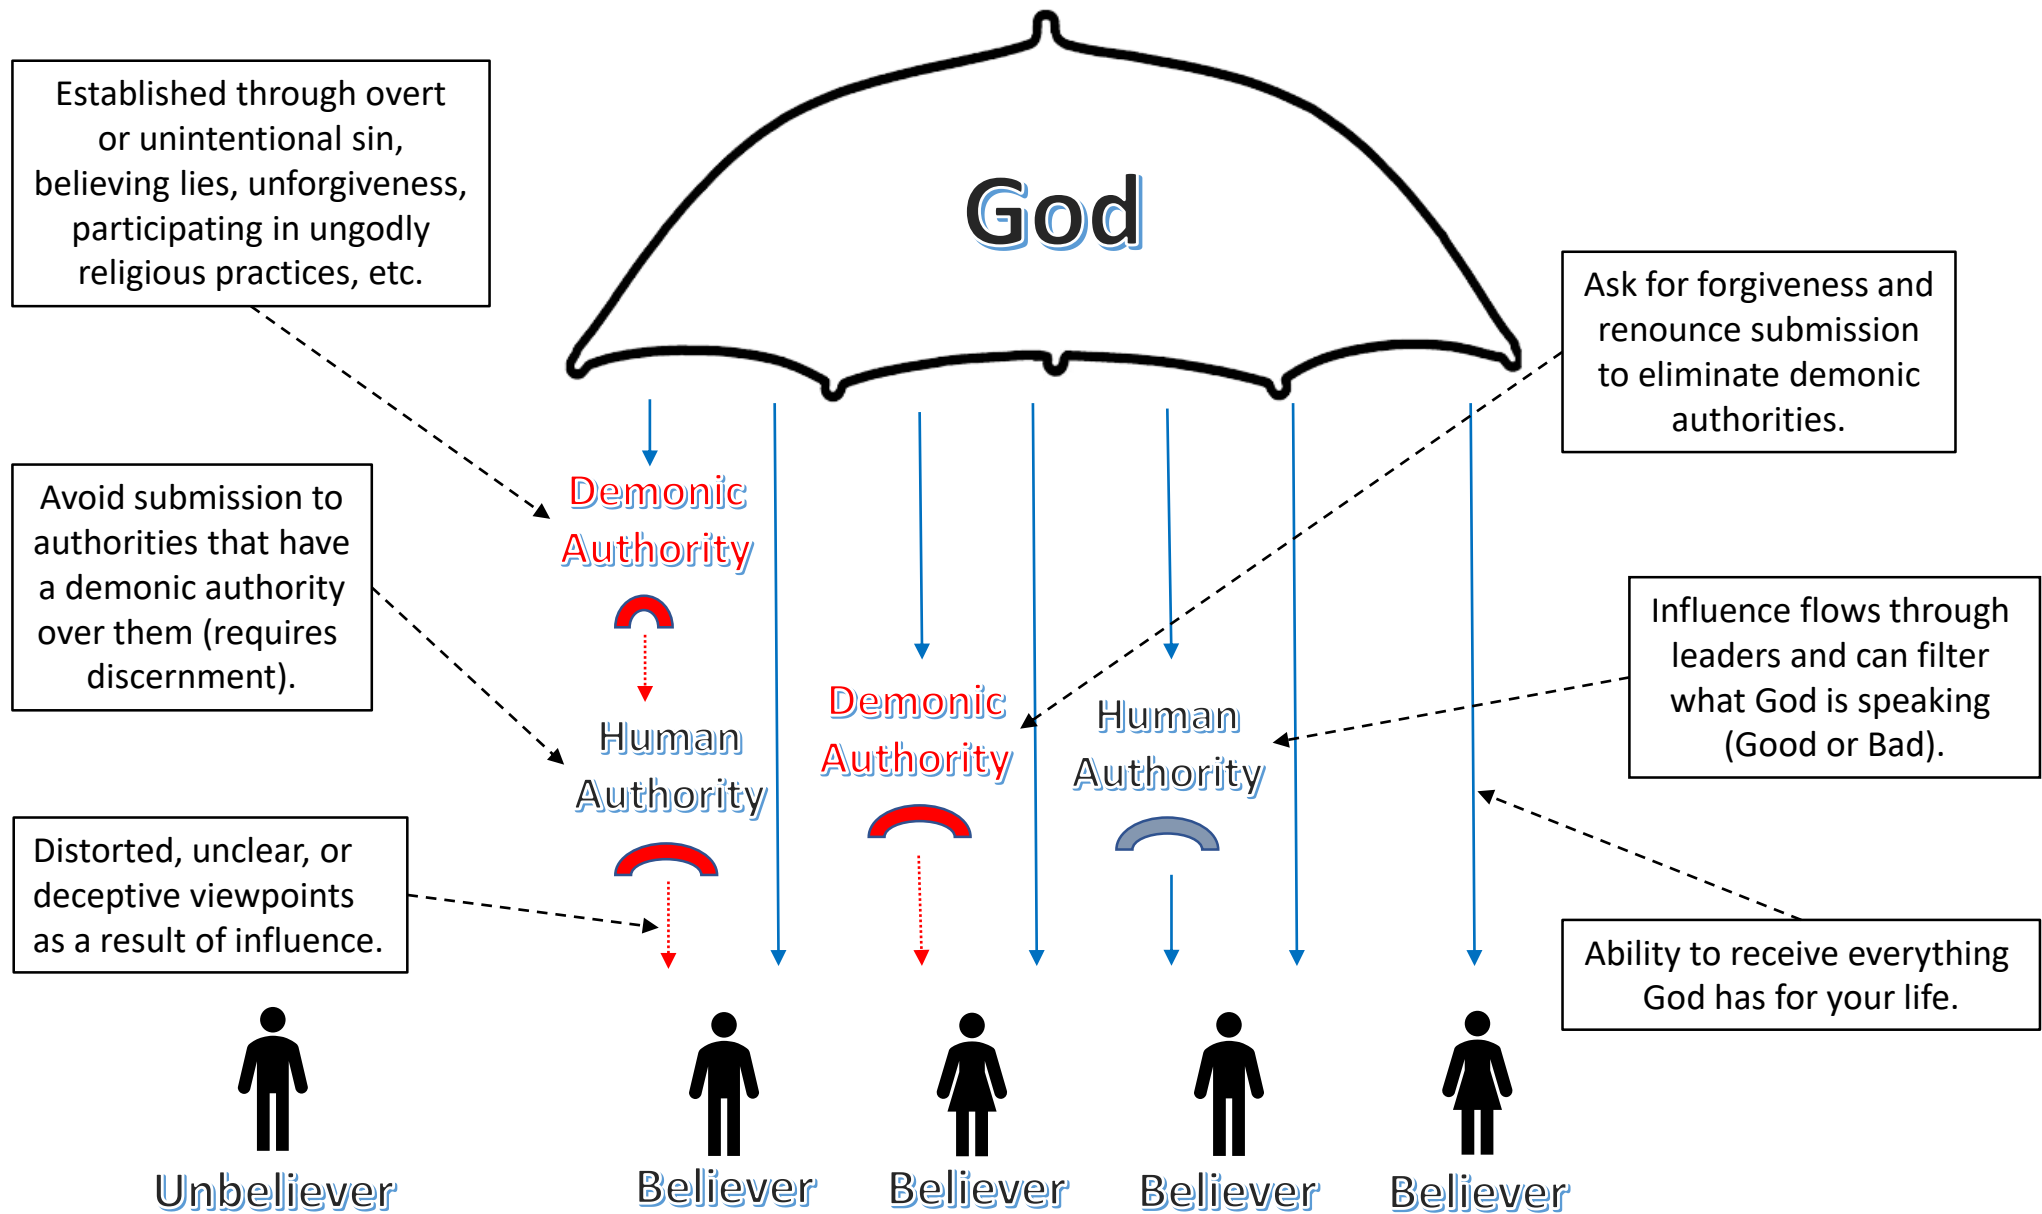 God
Established through overt
or unintentional sin,
believing lies, unforgiveness,
participating in ungodly
religious practices, etc.
Ask for forgiveness and
renounce submission
to eliminate demonic
authorities.
Demonic
Authority
Avoid submission to
authorities that have
a demonic authority
over them (requires
discernment).
Influence flows through
leaders and can filter
what God is speaking
(Good or Bad).
Human
Authority
Demonic
Authority
Human
Authority
Distorted, unclear, or
deceptive viewpoints
as a result of influence.
Ability to receive everything
God has for your life.
Unbeliever
Believer
Believer
Believer
Believer